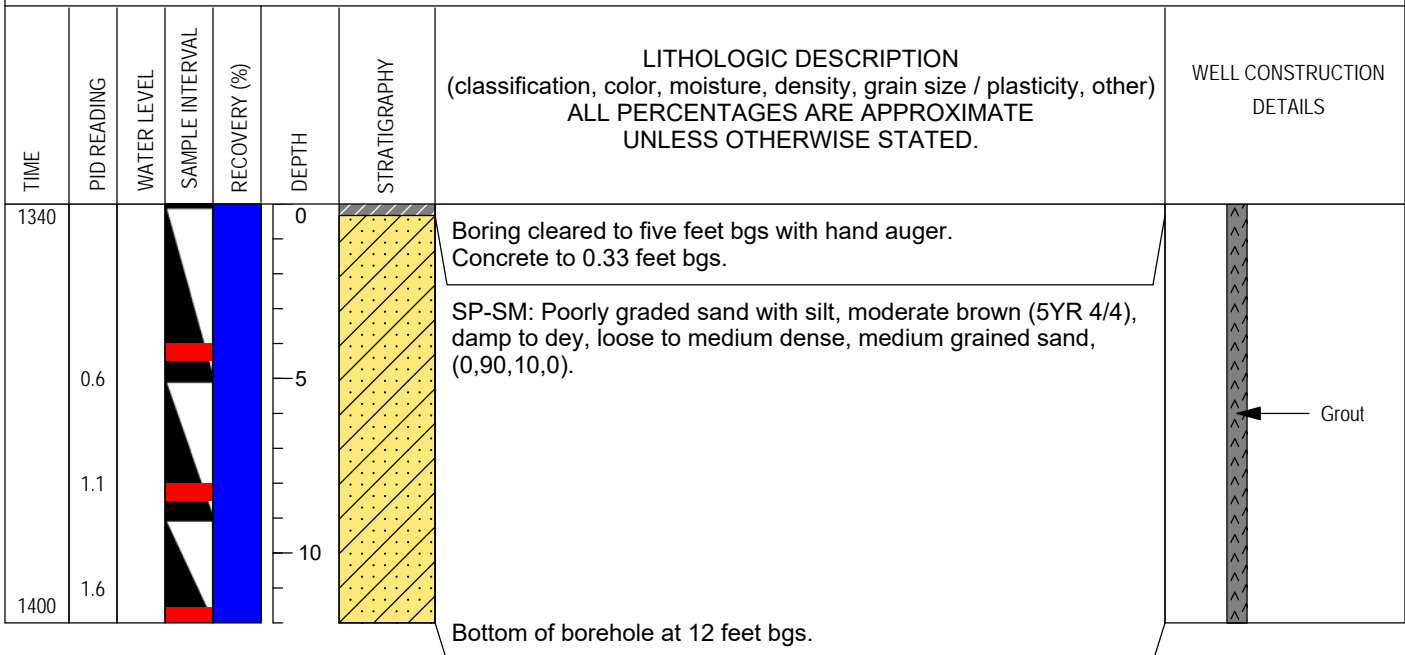 TIME
PID READING
WATER LEVEL
SAMPLE INTERVAL
RECOVERY (%)
DEPTH
STRATIGRAPHY
LITHOLOGIC DESCRIPTION
(classification, color, moisture, density, grain size / plasticity, other)
ALL PERCENTAGES ARE APPROXIMATE
UNLESS OTHERWISE STATED.
WELL CONSTRUCTION
DETAILS
1340
0
Boring cleared to five feet bgs with hand auger.
Concrete to 0.33 feet bgs.
SP-SM: Poorly graded sand with silt, moderate brown (5YR 4/4),
damp to dey, loose to medium dense, medium grained sand,
(0,90,10,0).
0.6
5
Grout
1.1
10
1.6
1400
Bottom of borehole at 12 feet bgs.